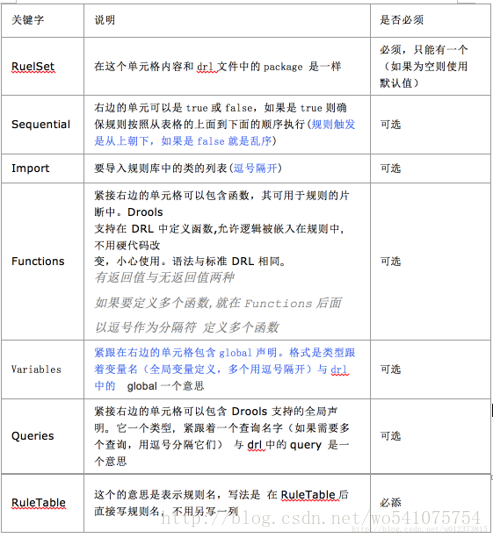 关键字 说明 是否必须
RuelSet 在这个单元格内容和 drl 文件中的 package 是一样 必须，只能有一个
（如果为空则使用
默认值）
Sequential 右边的单元可以是 true 或 false，如果是 true 则确
保规则按照从表格的上面到下面的顺序执行(规则触发
是从上朝下，如果是 false 就是乱序) 可选
Import 要导入规则库中的类的列表(逗号隔开) 可选
Functions 紧接右边的单元格可以包含函数，其可用于规则的片
断中。Drools
支持在 DRL 中定义函数,允许逻辑被嵌入在规则中,
不用硬代码改
变，小心使用。语法与标准 DRL 相同。
有返回值与无返回值两种
如果要定义多个函数,就在 Functions 后面
以逗号作为分隔符 定义多个函数 可选
Variables 紧跟在右边的单元格包含 global 声明。格式是类型跟
着变量名（全局变量定义，多个用逗号隔开）与 drl
中的 global 一个意思 可选
Queries 紧接右边的单元格可以包含 Drools 支持的全局声
明。它一个类型, 紧跟着一个查询名字（如果需要多
个查询，用逗号分隔它们） 与 drl 中的 query 是一
个意思 可选
RuleTable 这个的意思是表示规则名，写法是 在 RuleTable 后
直接写规则名，不用另写一列 必添
http://blog.csdn.net/wo541075754